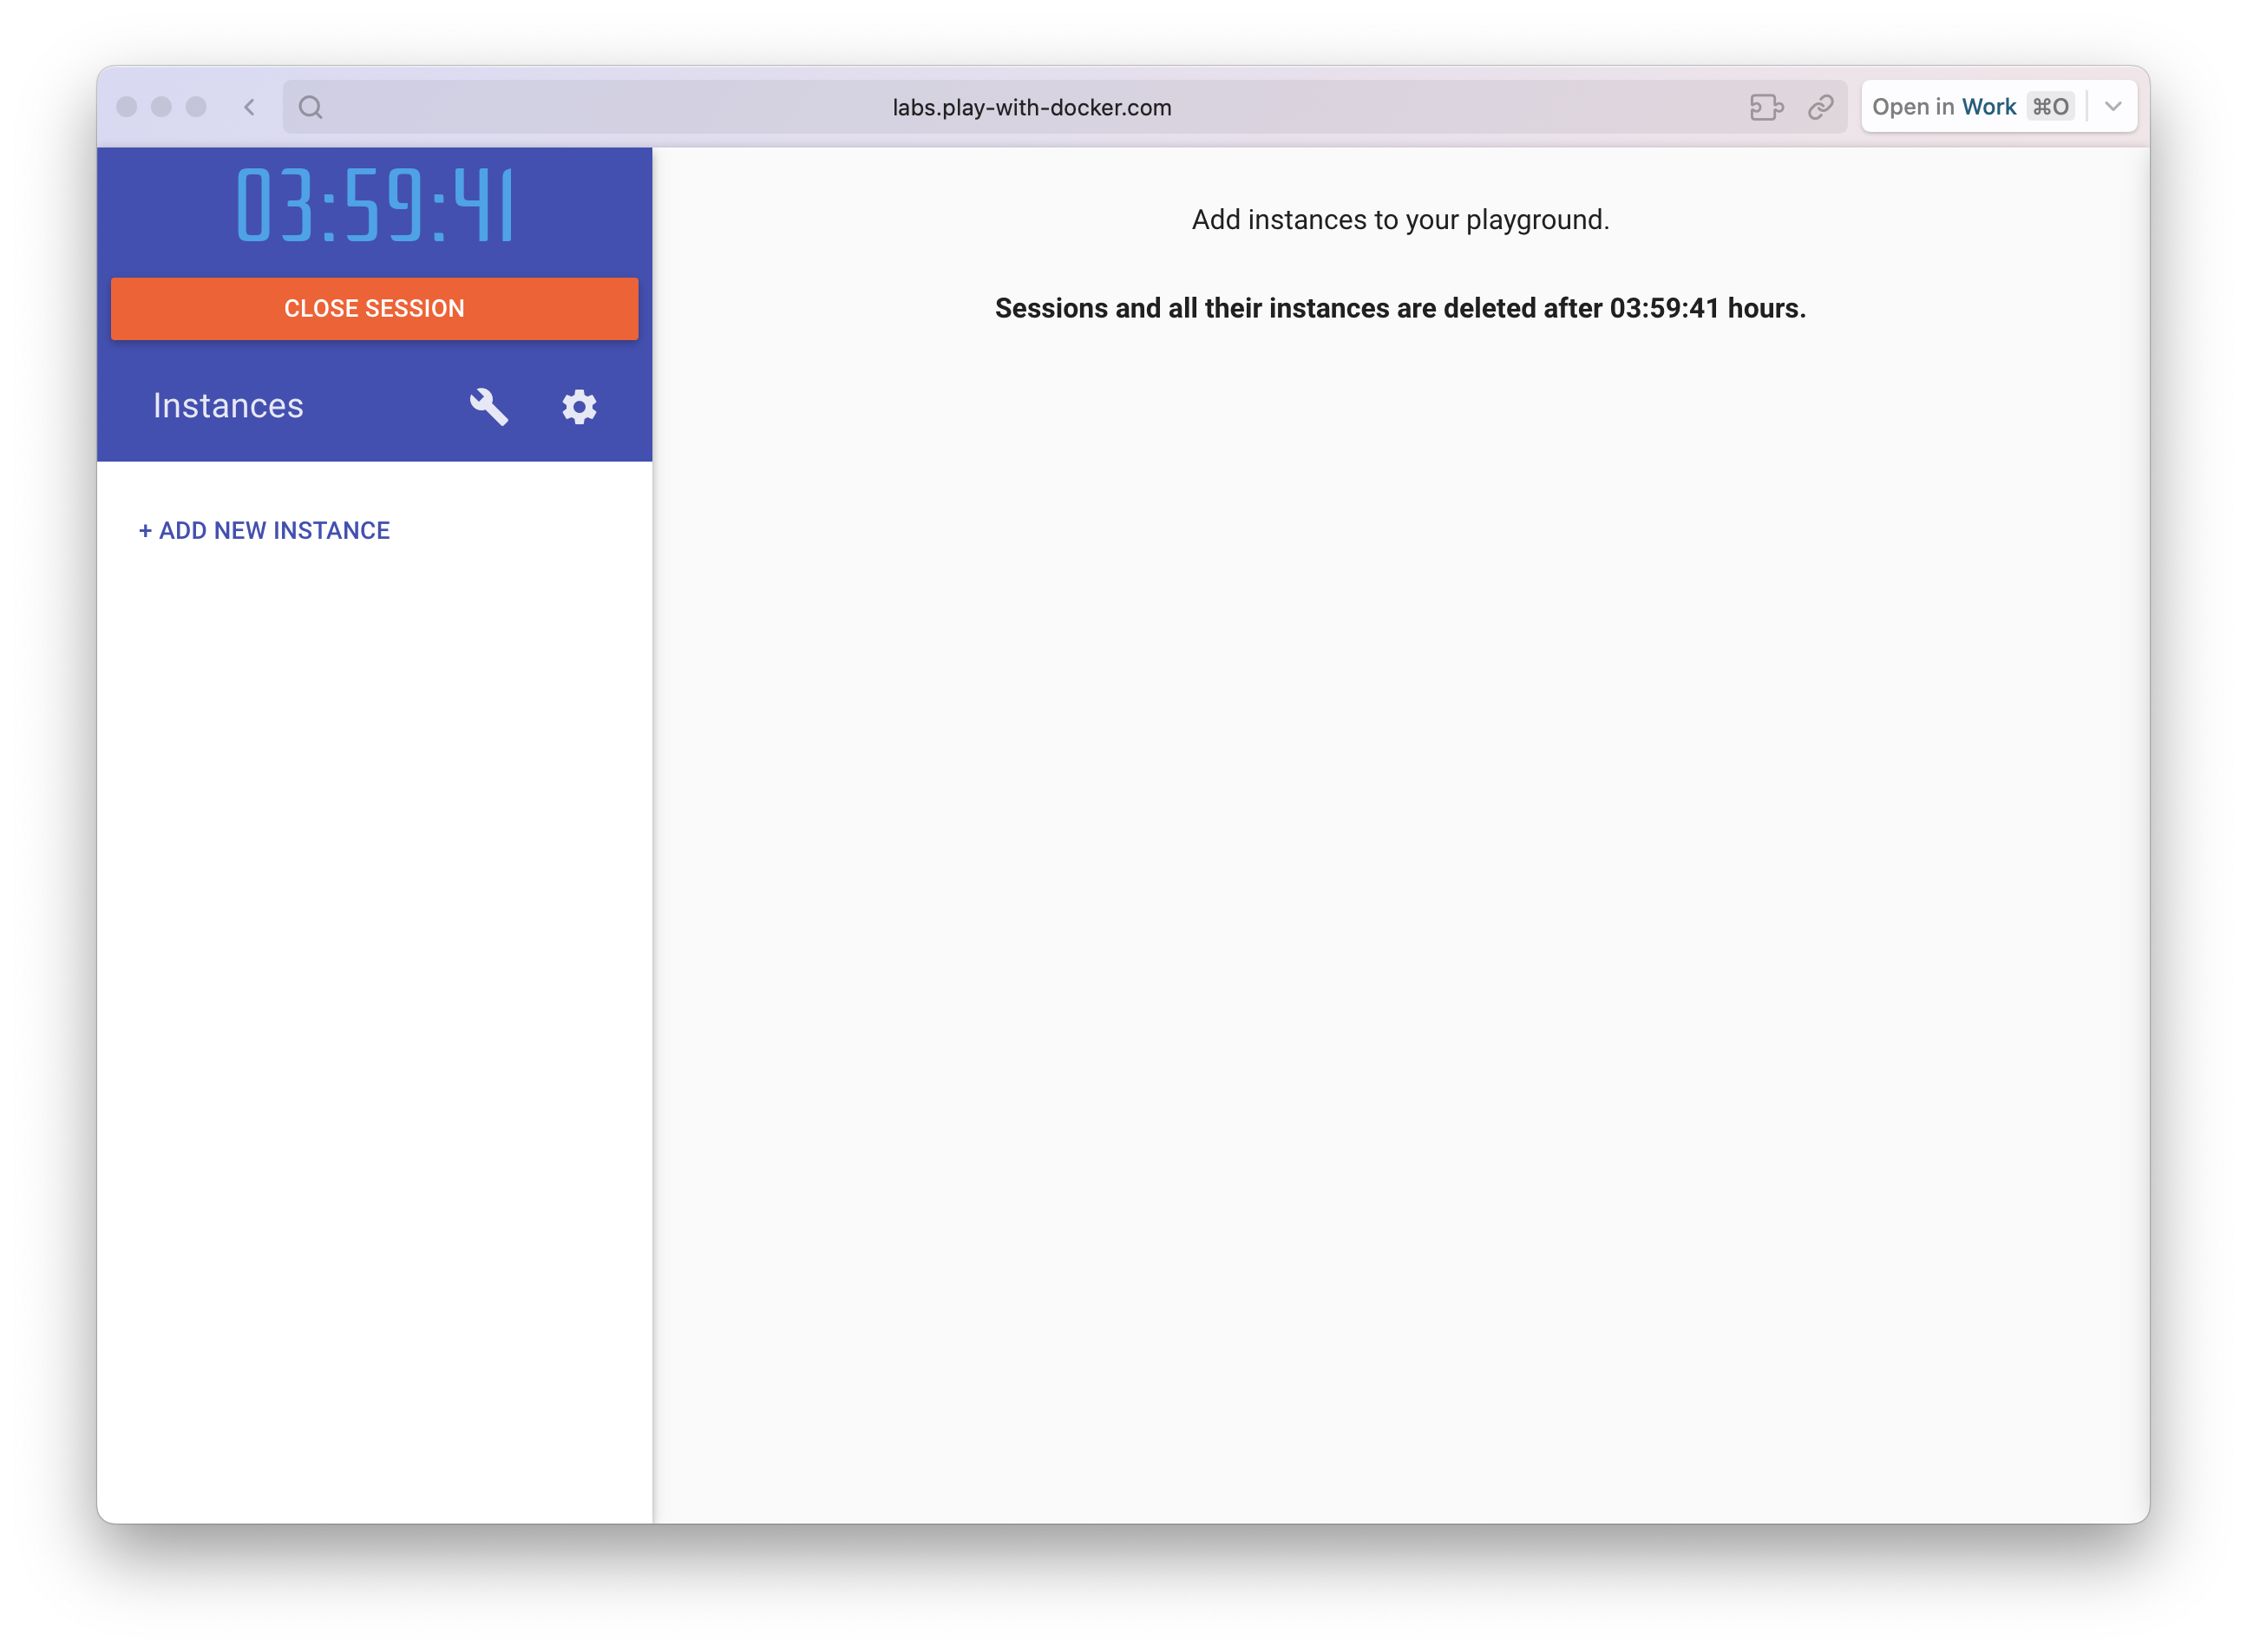 labs.play-with-docker.com
Open in Work ⌘O
03:59:41
CLOSE SESSION
Instances
+ ADD NEW INSTANCE
Add instances to your playground.
Sessions and all their instances are deleted after 03:59:41 hours.